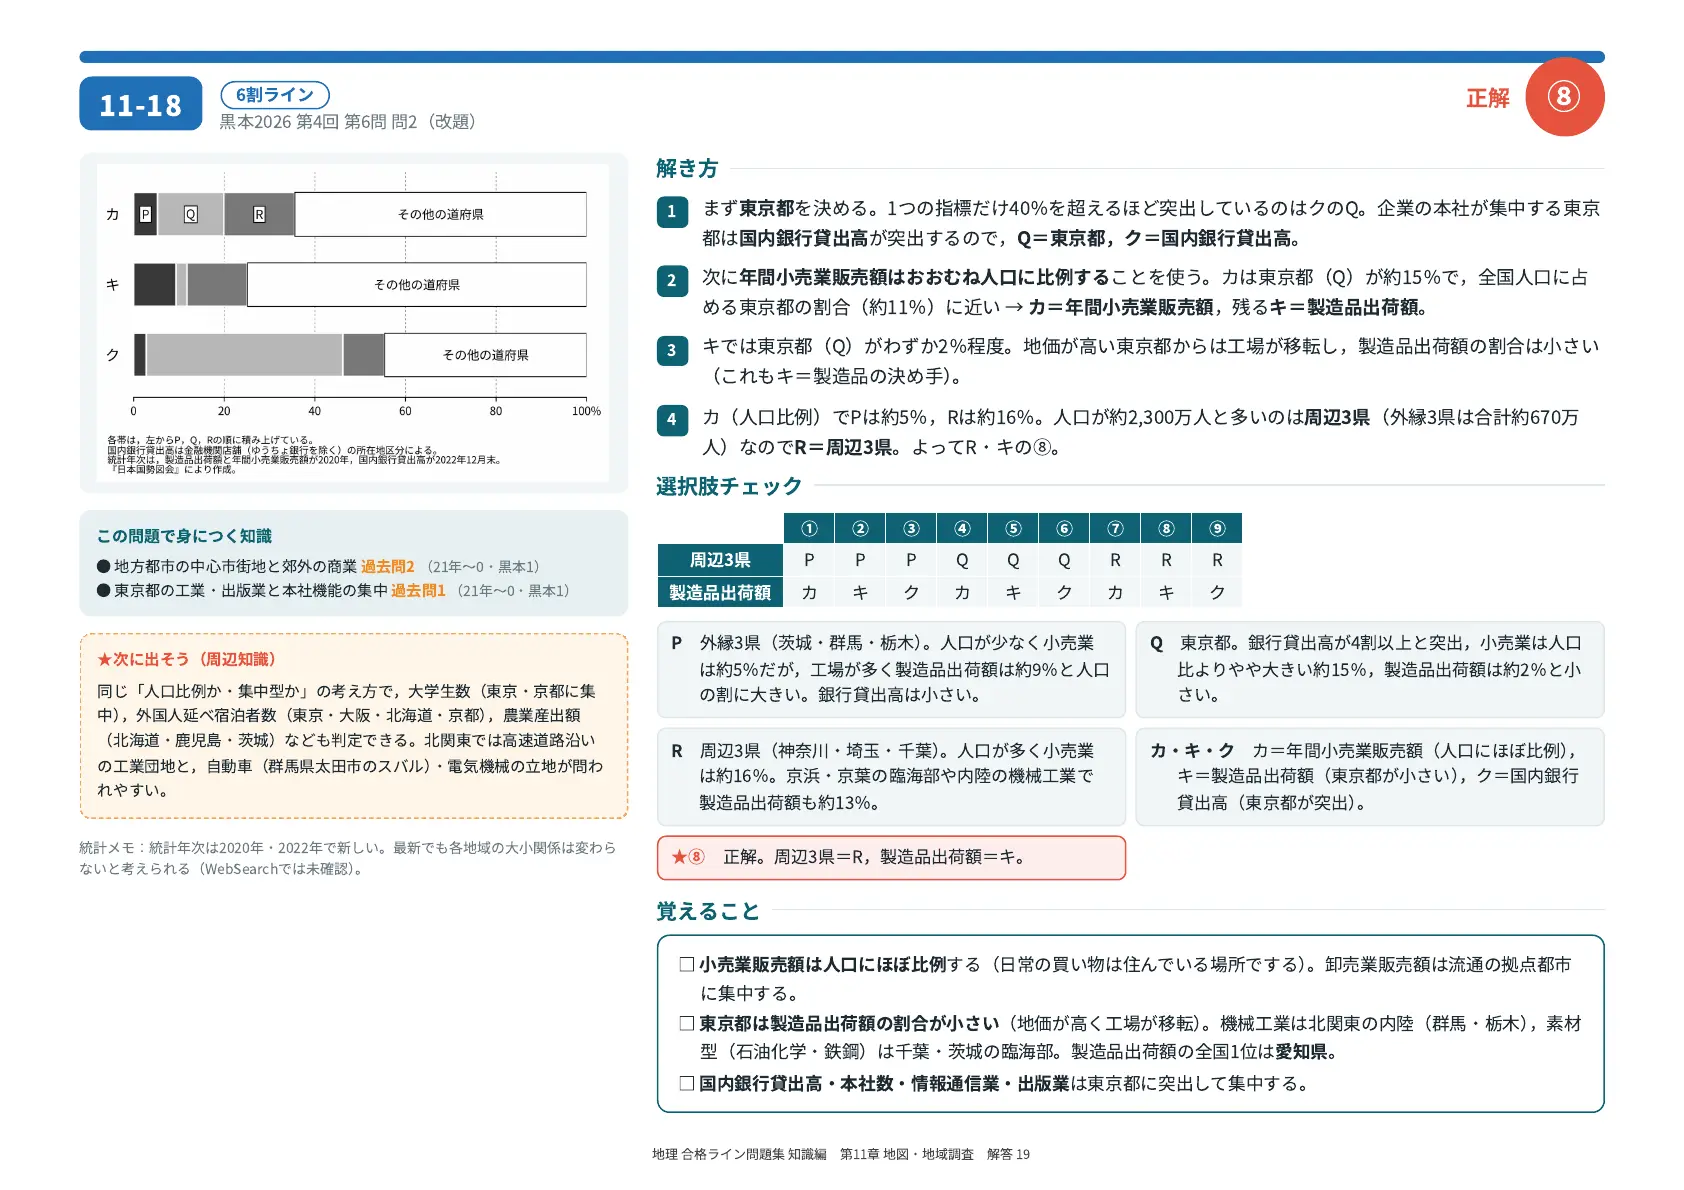 11-18
6割ライン
黒本2026 第4回 第6問 問2（改題）
正解 ⑧
カ P Q R その他の道府県
キ その他の道府県
ク その他の道府県
0 20 40 60 80 100%
各帯は，左からP，Q，Rの順に積み上げている。
国内銀行貸出高は金融機関店舗（ゆうちょ銀行を除く）の所在地区分による。
統計年次は，製造品出荷額と年間小売業販売額が2020年，国内銀行貸出高が2022年12月末。
『日本国勢図会』により作成。
この問題で身につく知識
●地方都市の中心市街地と郊外の商業 過去問2（21年〜0・黒本1）
●東京都の工業・出版業と本社機能の集中 過去問1（21年〜0・黒本1）
★次に出そう（周辺知識）
同じ「人口比例か・集中型か」の考え方で，大学生数（東京・京都に集
中），外国人延べ宿泊者数（東京・大阪・北海道・京都），農業産出額
（北海道・鹿児島・茨城）なども判定できる。北関東では高速道路沿い
の工業団地と，自動車（群馬県太田市のスバル）・電気機械の立地が問わ
れやすい。
統計メモ：統計年次は2020年・2022年で新しい。最新でも各地域の大小関係は変わら
ないと考えられる（WebSearchでは未確認）。
解き方
1 まず東京都を決める。1つの指標だけ40％を超えるほど突出しているのはクのQ。企業の本社が集中する東京
都は国内銀行貸出高が突出するので，Q＝東京都，ク＝国内銀行貸出高。
2 次に年間小売業販売額はおおむね人口に比例することを使う。カは東京都（Q）が約15％で，全国人口に占
める東京都の割合（約11％）に近い → カ＝年間小売業販売額，残るキ＝製造品出荷額。
3 キでは東京都（Q）がわずか2％程度。地価が高い東京都からは工場が移転し，製造品出荷額の割合は小さい
（これもキ＝製造品の決め手）。
4 カ（人口比例）でPは約5％，Rは約16％。人口が約2,300万人と多いのは周辺3県（外縁3県は合計約670万
人）なのでR＝周辺3県。よってR・キの⑧。
選択肢チェック
① ② ③ ④ ⑤ ⑥ ⑦ ⑧ ⑨
周辺3県 P P P Q Q Q R R R
製造品出荷額 カ キ ク カ キ ク カ キ ク
P 外縁3県（茨城・群馬・栃木）。人口が少なく小売業
は約5％だが，工場が多く製造品出荷額は約9％と人口
の割に大きい。銀行貸出高は小さい。
Q 東京都。銀行貸出高が4割以上と突出，小売業は人口
比よりやや大きい約15％，製造品出荷額は約2％と小
さい。
R 周辺3県（神奈川・埼玉・千葉）。人口が多く小売業
は約16％。京浜・京葉の臨海部や内陸の機械工業で
製造品出荷額も約13％。
カ・キ・ク カ＝年間小売業販売額（人口にほぼ比例），
キ＝製造品出荷額（東京都が小さい），ク＝国内銀行
貸出高（東京都が突出）。
★⑧ 正解。周辺3県＝R，製造品出荷額＝キ。
覚えること
□ 小売業販売額は人口にほぼ比例する（日常の買い物は住んでいる場所でする）。卸売業販売額は流通の拠点都市
に集中する。
□ 東京都は製造品出荷額の割合が小さい（地価が高く工場が移転）。機械工業は北関東の内陸（群馬・栃木），素材
型（石油化学・鉄鋼）は千葉・茨城の臨海部。製造品出荷額の全国1位は愛知県。
□ 国内銀行貸出高・本社数・情報通信業・出版業は東京都に突出して集中する。
地理 合格ライン問題集 知識編 第11章 地図・地域調査 解答 19